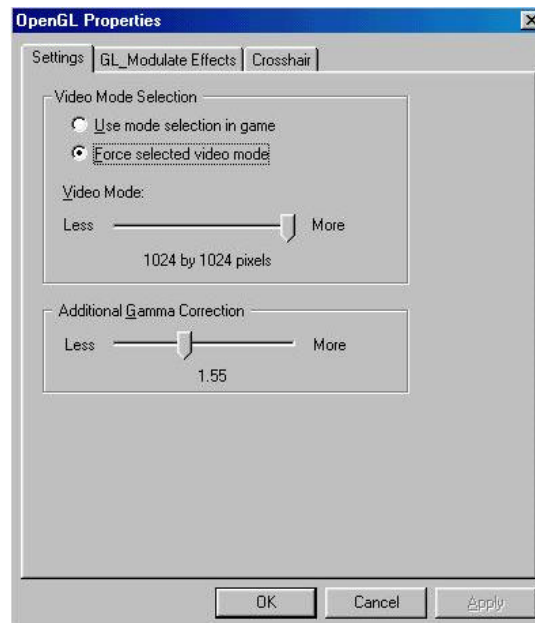 OpenGL Properties
Settings GL_Modulate Effects Crosshair
Video Mode Selection
Use mode selection in game
Force selected video mode
Video Mode:
Less More
1024 by 1024 pixels
Additional Gamma Correction
Less More
1.55
OK Cancel Apply